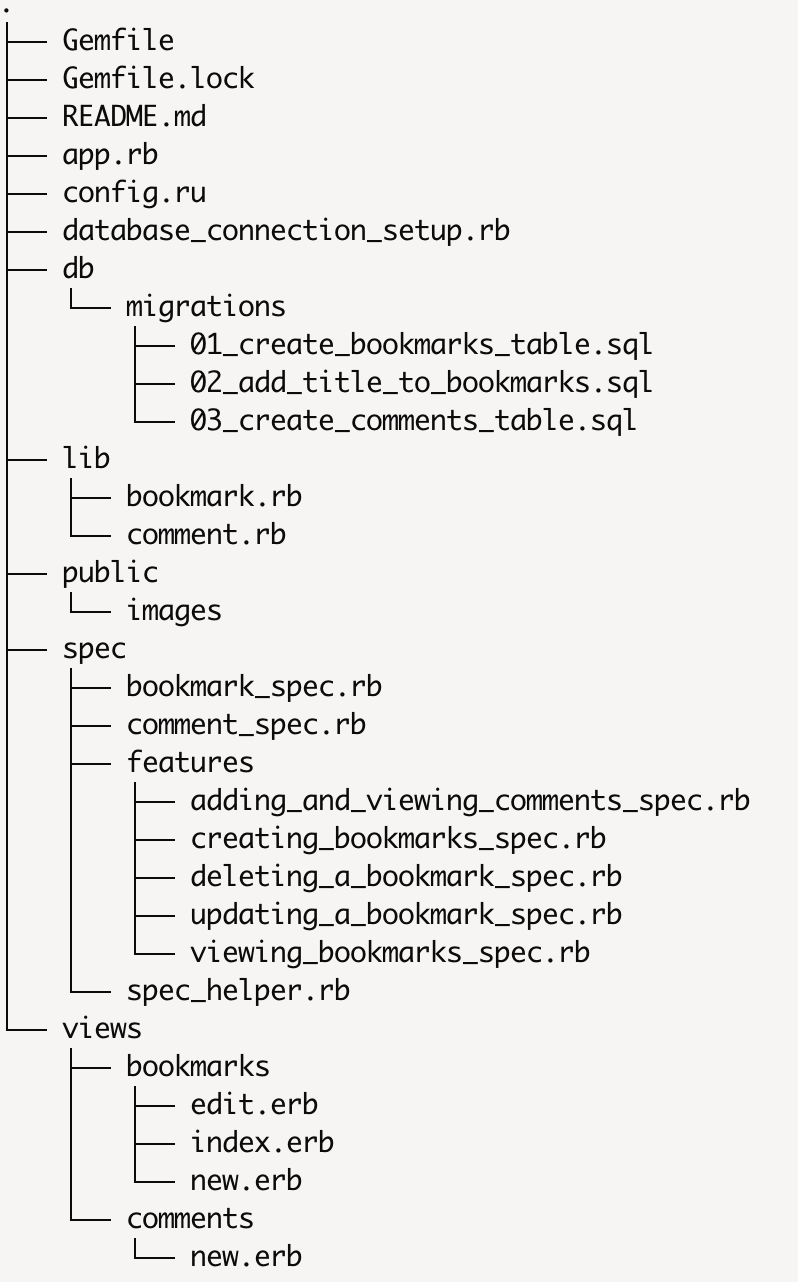 .
├── Gemfile
├── Gemfile.lock
├── README.md
├── app.rb
├── config.ru
├── database_connection_setup.rb
├── db
│   └── migrations
│       ├── 01_create_bookmarks_table.sql
│       ├── 02_add_title_to_bookmarks.sql
│       └── 03_create_comments_table.sql
├── lib
│   ├── bookmark.rb
│   └── comment.rb
├── public
│   └── images
├── spec
│   ├── bookmark_spec.rb
│   ├── comment_spec.rb
│   ├── features
│   │   ├── adding_and_viewing_comments_spec.rb
│   │   ├── creating_bookmarks_spec.rb
│   │   ├── deleting_a_bookmark_spec.rb
│   │   ├── updating_a_bookmark_spec.rb
│   │   └── viewing_bookmarks_spec.rb
│   └── spec_helper.rb
└── views
    ├── bookmarks
    │   ├── edit.erb
    │   ├── index.erb
    │   └── new.erb
    └── comments
        └── new.erb